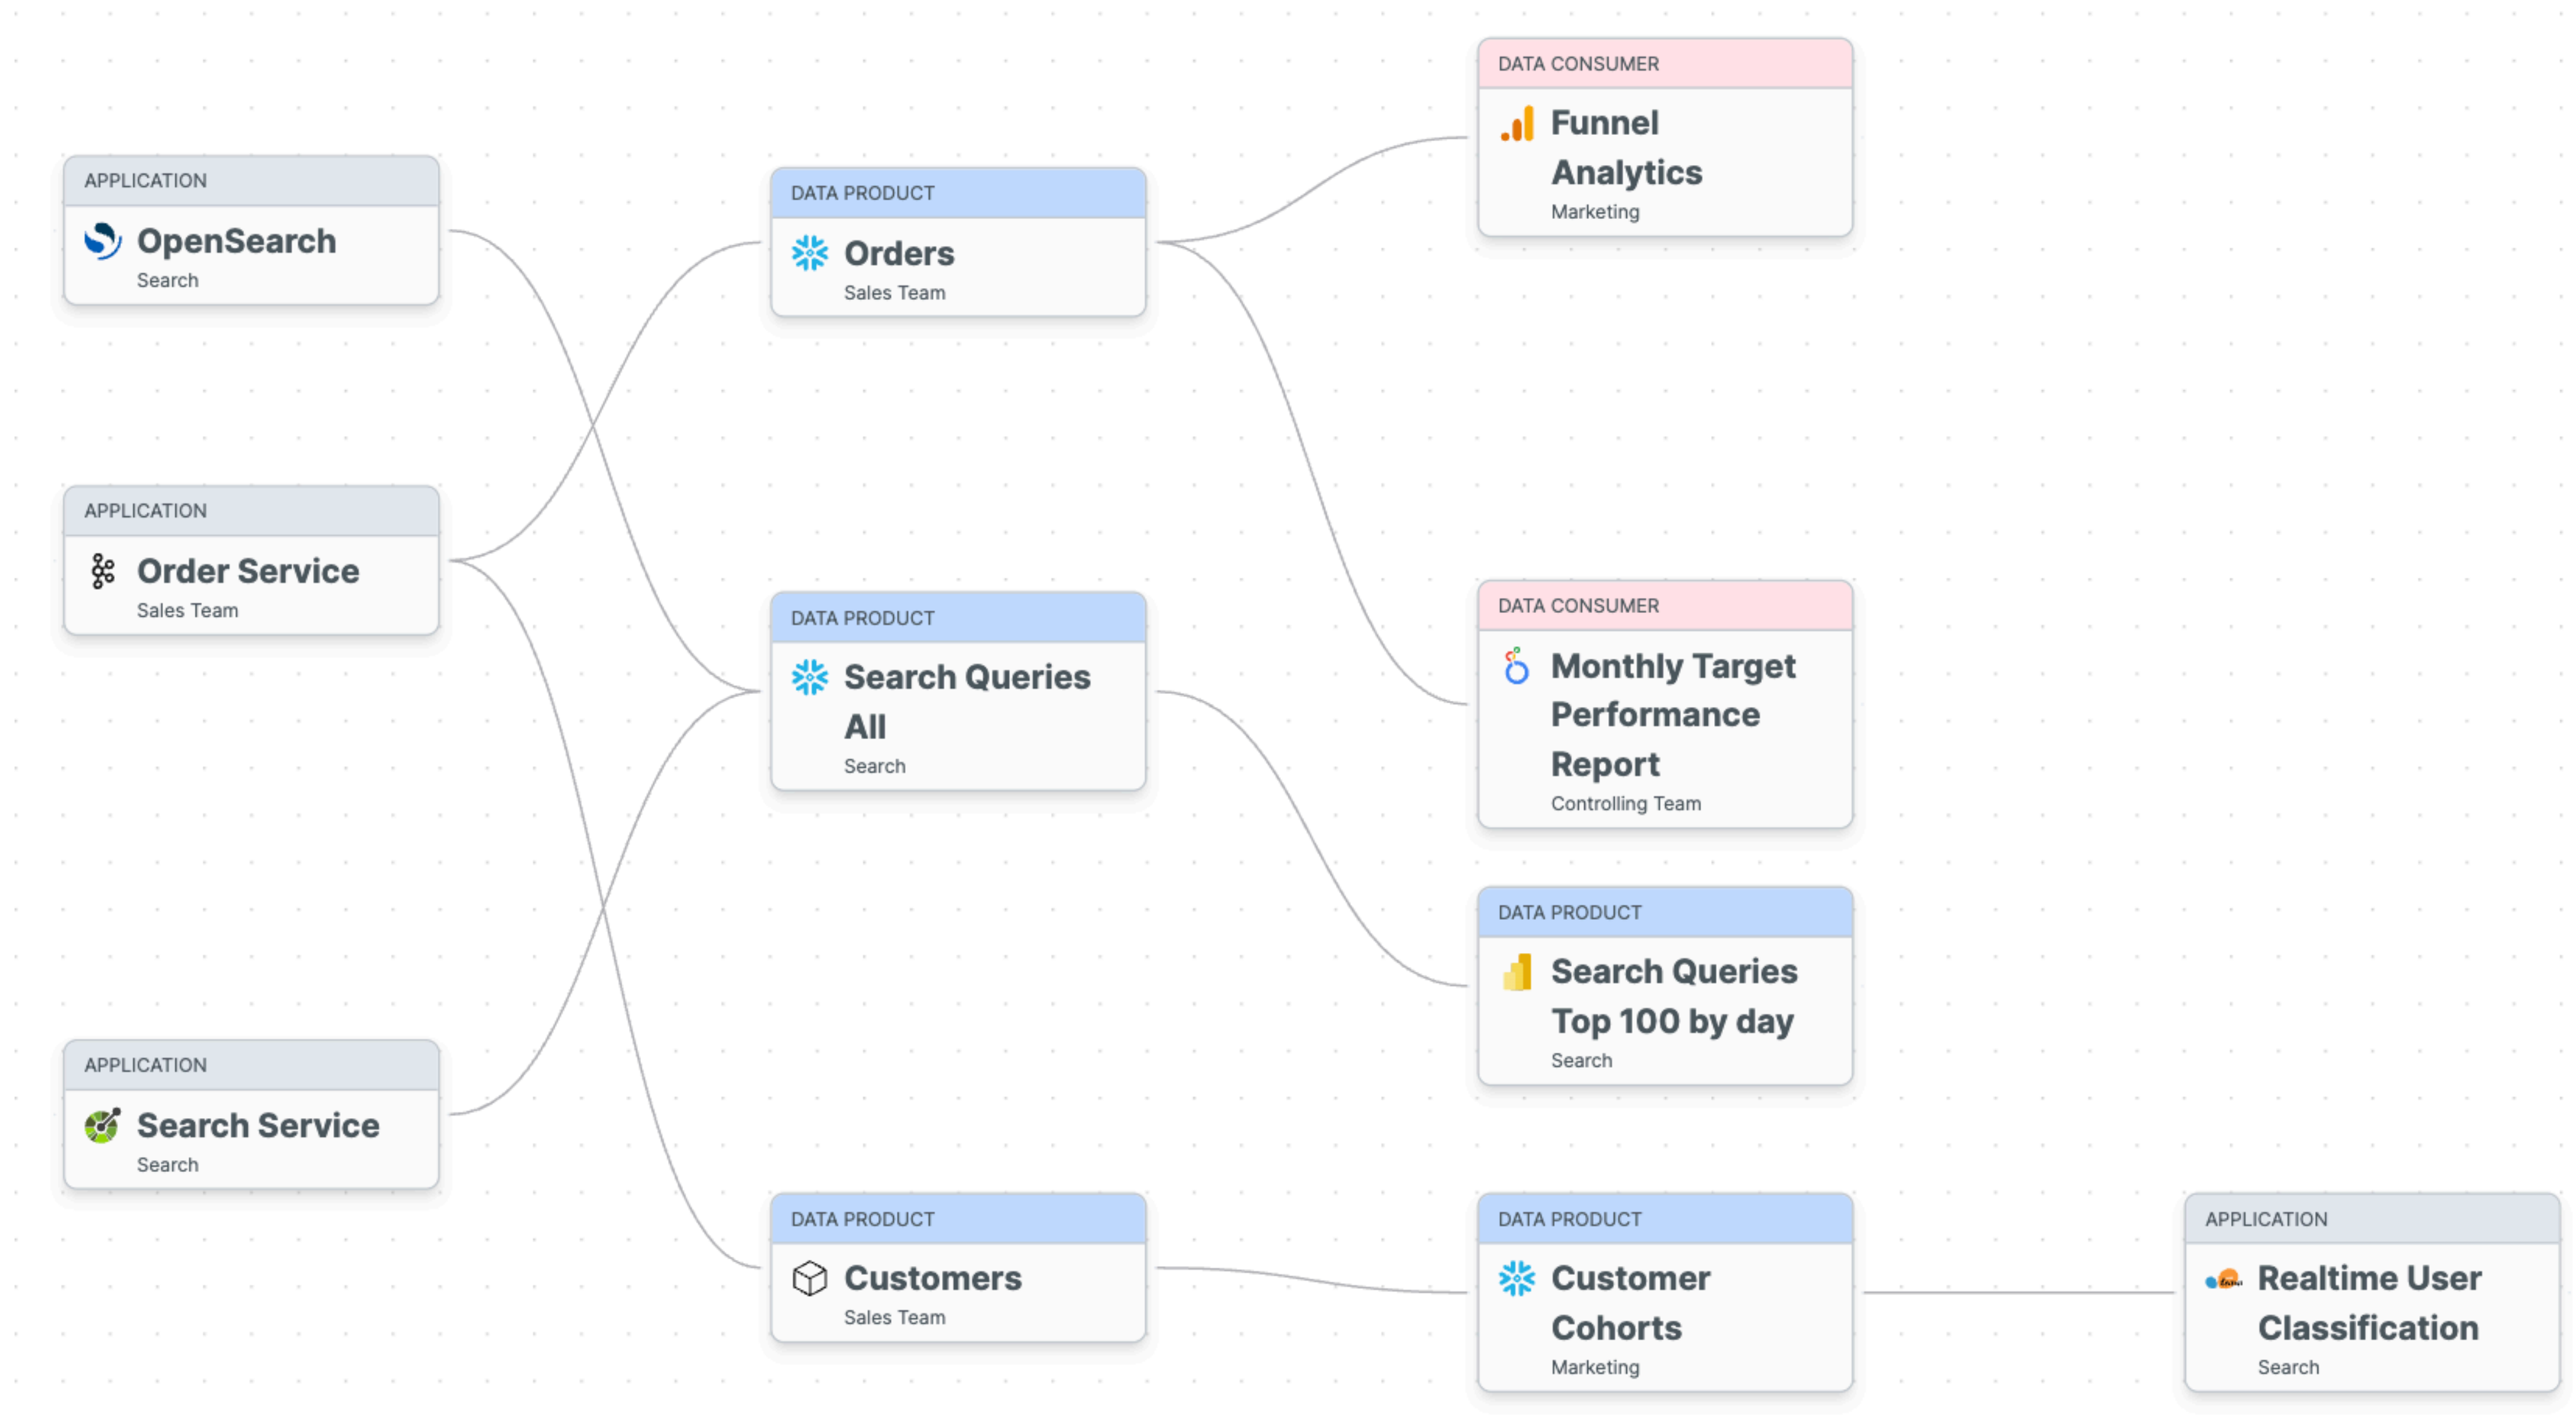 APPLICATION
OpenSearch
Search
APPLICATION
Order Service
Sales Team
APPLICATION
Search Service
Search
DATA PRODUCT
Orders
Sales Team
DATA PRODUCT
Search Queries
All
Search
DATA PRODUCT
Customers
Sales Team
DATA CONSUMER
Funnel
Analytics
Marketing
DATA CONSUMER
Monthly Target
Performance
Report
Controlling Team
DATA PRODUCT
Search Queries
Top 100 by day
Search
DATA PRODUCT
Customer
Cohorts
Marketing
APPLICATION
Realtime User
Classification
Search